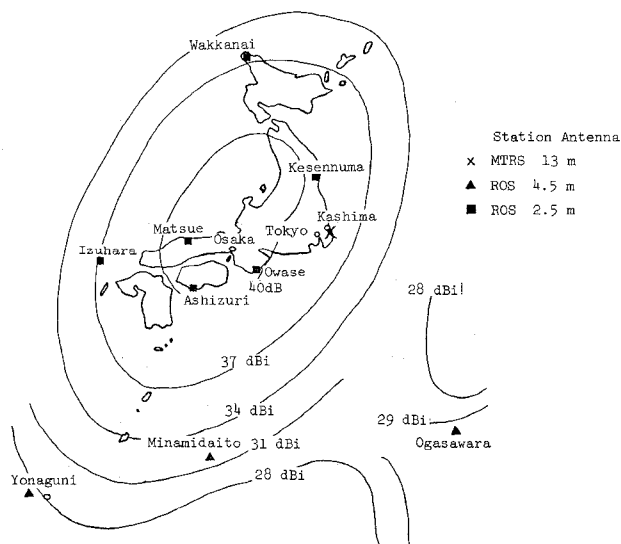 Wakkanai
Station Antenna
× MTRS 13 m
▲ ROS 4.5 m
■ ROS 2.5 m
Kesennuma
Kashima
Matsue
Osaka
Tokyo
Izuhara
Owase
40dB
Ashizuri
28 dBi
37 dBi
34 dBi
29 dBi
Minamidaito
31 dBi
Ogasawara
28 dBi
Yonaguni